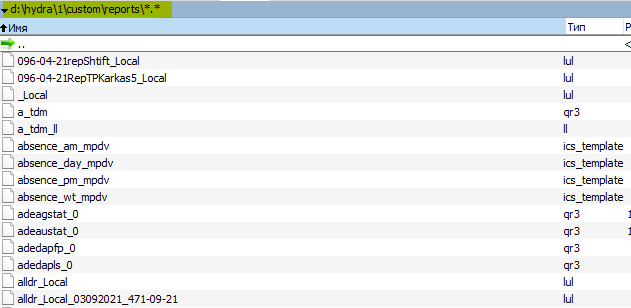 d:\hydra\1\custom\reports\*.*
Имя Тип Р
.. <
096-04-21repShtift_Local lul
096-04-21RepTPKarkas5_Local lul
_Local lul
a_tdm qr3
a_tdm_ll ll
absence_am_mpdv ics_template
absence_day_mpdv ics_template
absence_pm_mpdv ics_template
absence_wt_mpdv ics_template
adeagstat_0 qr3 1
adeaustat_0 qr3 1
adedapfp_0 qr3
adedapls_0 qr3
alldr_Local lul
alldr_Local_03092021_471-09-21 lul